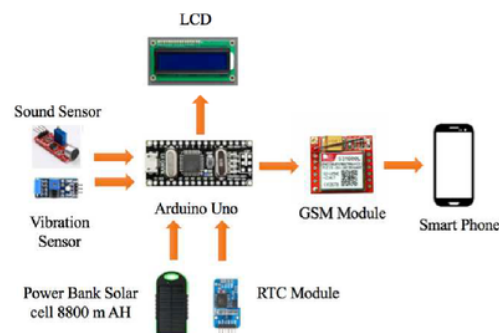 LCD
Sound Sensor
Vibration
Sensor
Arduino Uno
GSM Module
Smart Phone
Power Bank Solar
cell 8800 m AH
RTC Module